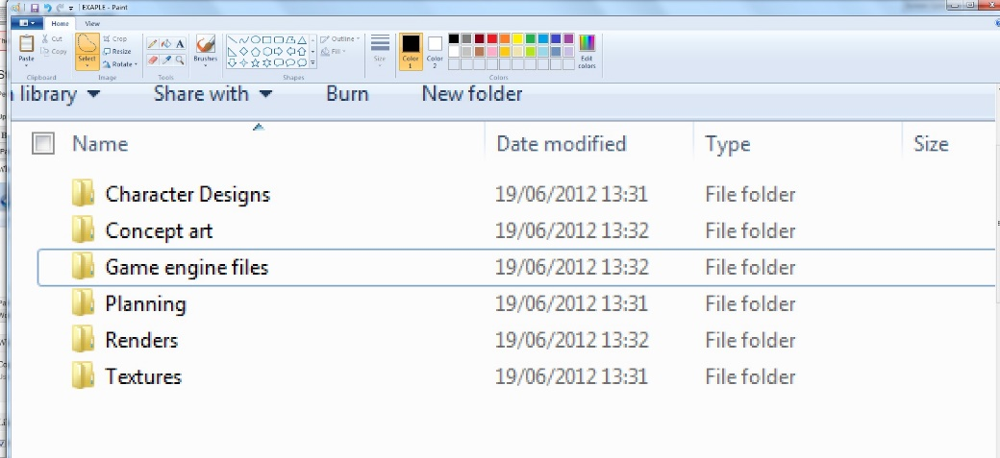 EXAPLE - Paint
Home View
Paste
Cut
Copy
Clipboard
Select
Crop
Resize
Rotate
Image
Tools
Brushes
Shapes
Outline
Fill
Size
Color 1
Color 2
Edit colors
Colors
library Share with Burn New folder
Name Date modified Type Size
Character Designs 19/06/2012 13:31 File folder
Concept art 19/06/2012 13:32 File folder
Game engine files 19/06/2012 13:32 File folder
Planning 19/06/2012 13:31 File folder
Renders 19/06/2012 13:32 File folder
Textures 19/06/2012 13:31 File folder